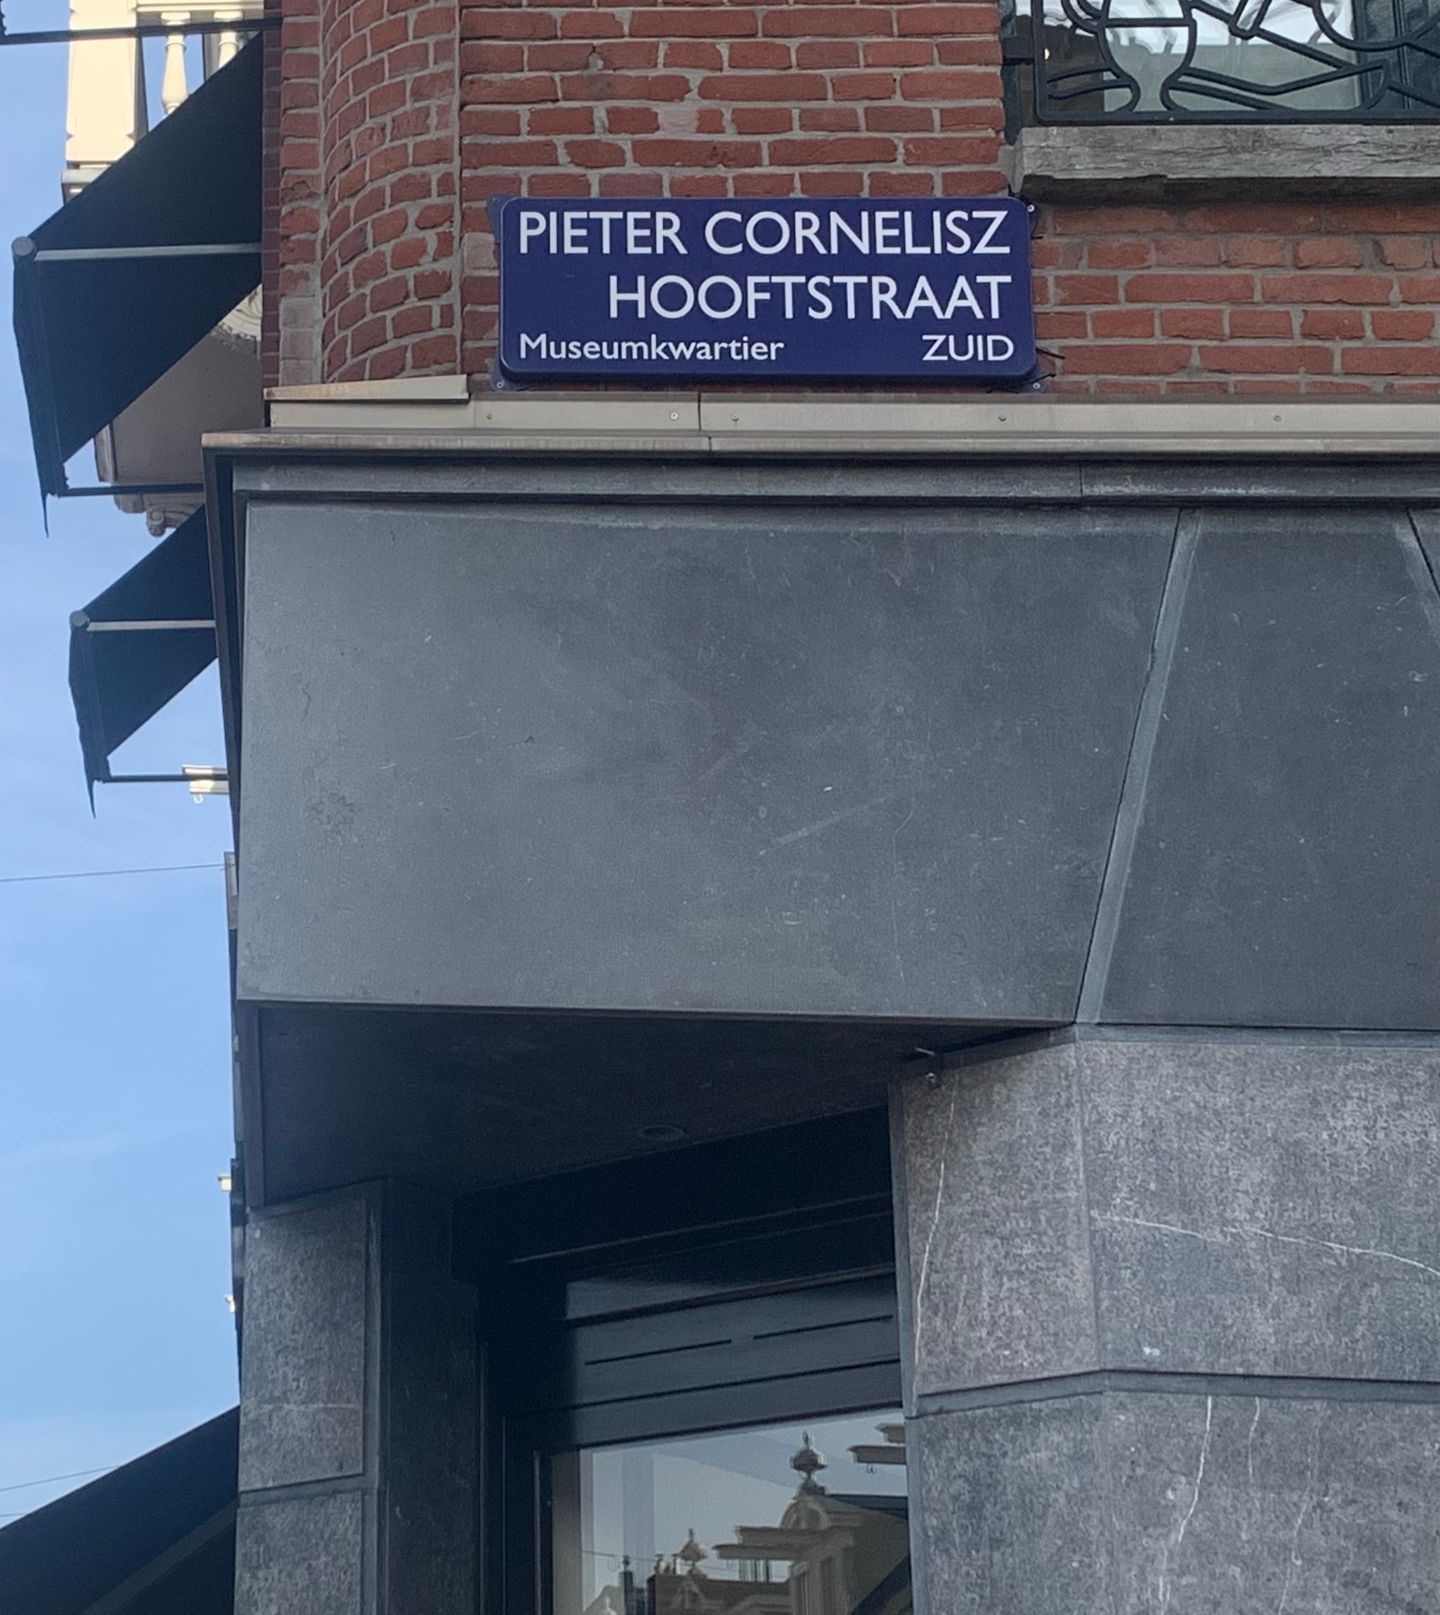 PIETER CORNELISZ
HOOFTSTRAAT
Museumkwartier ZUID